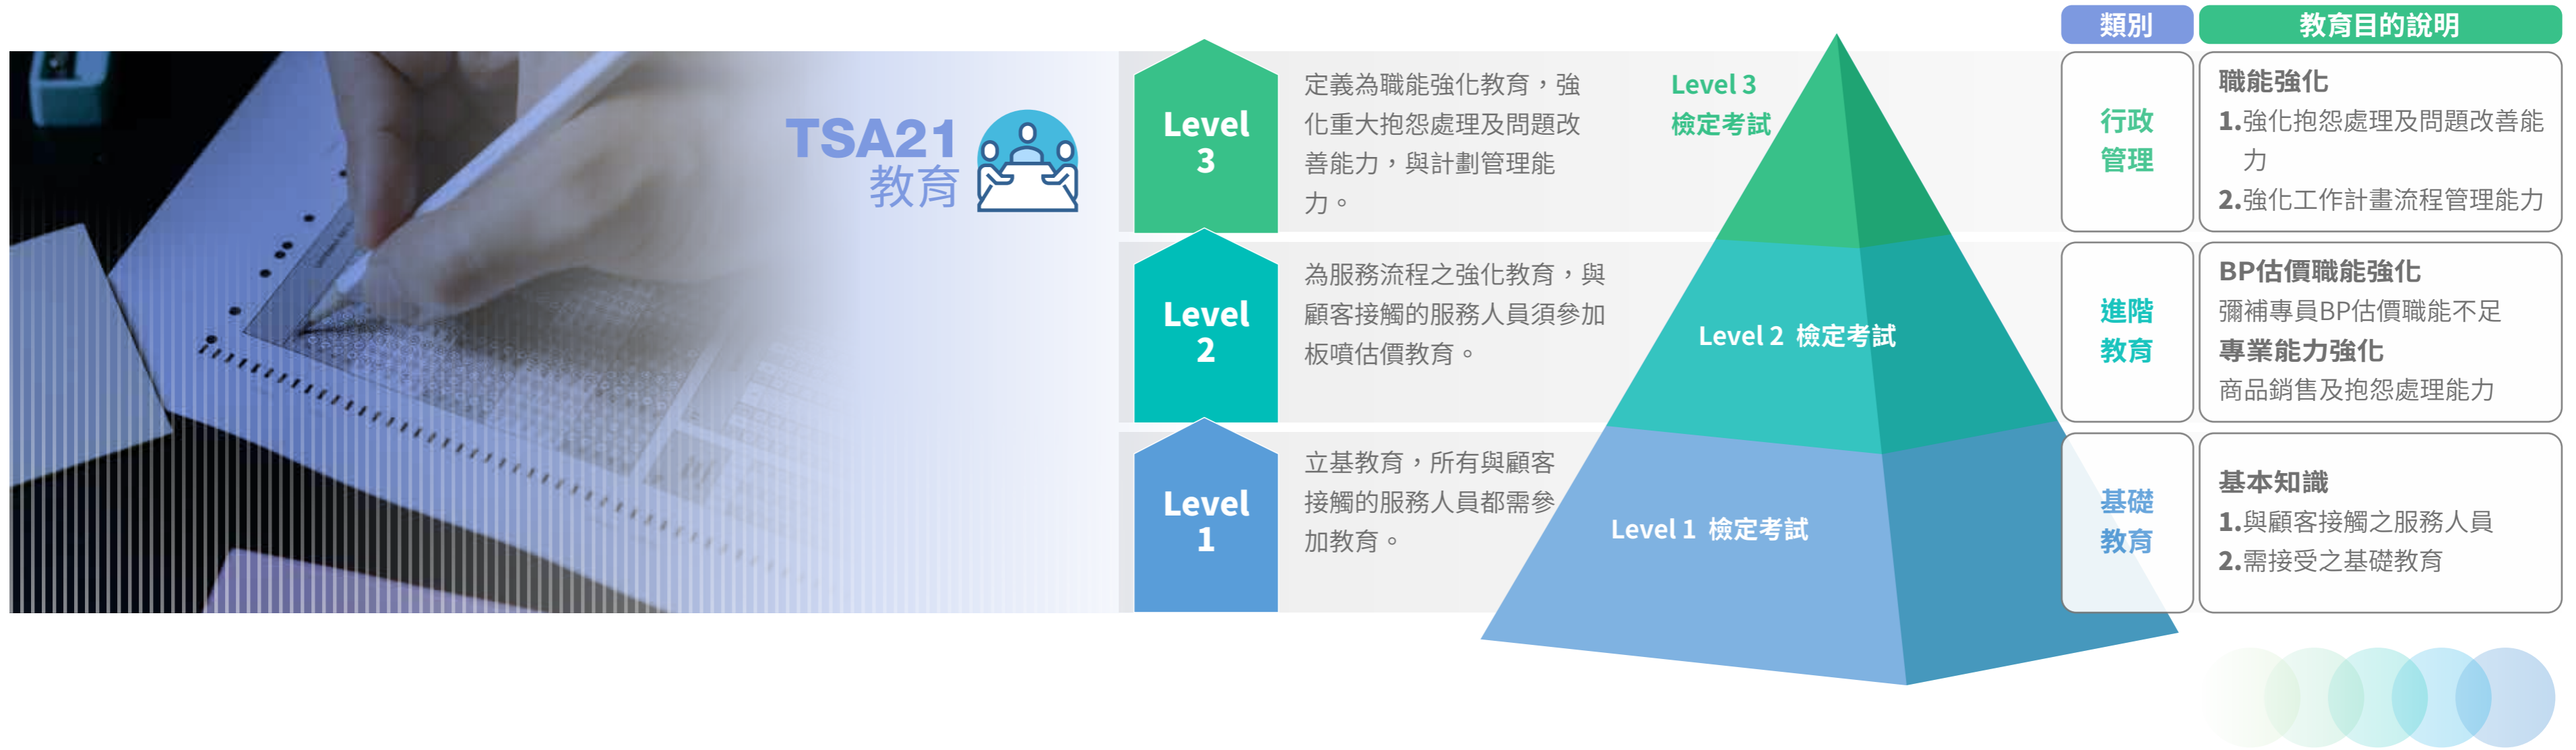 TSA21
教育
Level
3
定義為職能強化教育，強
化重大抱怨處理及問題改
善能力，與計劃管理能
力。
Level
2
為服務流程之強化教育，與
顧客接觸的服務人員須參加
板噴估價教育。
Level
1
立基教育，所有與顧客
接觸的服務人員都需參
加教育。
Level 3
檢定考試
Level 2 檢定考試
Level 1 檢定考試
類別
教育目的說明
行政
管理
職能強化
1.強化抱怨處理及問題改善能
力
2.強化工作計畫流程管理能力
進階
教育
BP估價職能強化
彌補專員BP估價職能不足
專業能力強化
商品銷售及抱怨處理能力
基礎
教育
基本知識
1.與顧客接觸之服務人員
2.需接受之基礎教育